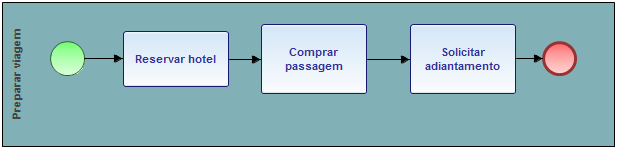 Preparar viagem
Reservar hotel
Comprar
passagem
Solicitar
adiantamento